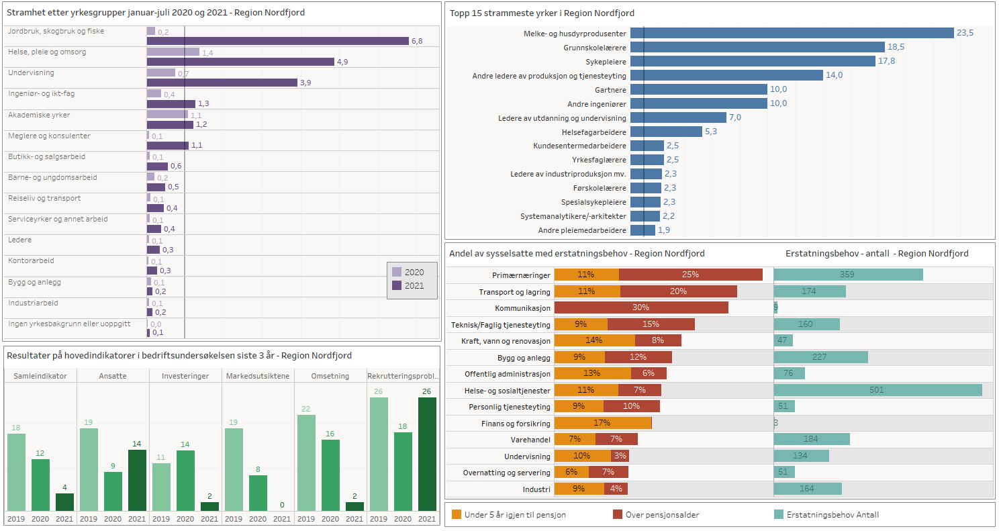 Stramhet etter yrkesgrupper januar-juli 2020 og 2021 - Region Nordfjord
Jordbruk, skogbruk og fiske
0,2
6,8
Helse, pleie og omsorg
1,4
4,9
Undervisning
0,7
3,9
Ingeniør- og ikt-fag
0,4
1,3
Akademiske yrker
1,1
1,2
Meglere og konsulenter
0,1
1,1
Butikk- og salgsarbeid
0,1
0,6
Barne- og ungdomsarbeid
0,2
0,5
Reiseliv og transport
0,1
0,4
Serviceyrker og annet arbeid
0,1
0,4
Ledere
0,1
0,3
Kontorarbeid
0,1
0,3
Bygg og anlegg
0,1
0,2
Industriarbeid
0,1
0,2
Ingen yrkesbakgrunn eller uoppgitt
0,0
0,1
2020
2021
Topp 15 strammeste yrker i Region Nordfjord
Melke- og husdyrprodusenter 23,5
Grunnskolelærere 18,5
Sykepleiere 17,8
Andre ledere av produksjon og tjenesteyting 14,0
Gartnere 10,0
Andre ingeniører 10,0
Ledere av utdanning og undervisning 7,0
Helsefagarbeidere 5,3
Kundesentermedarbeidere 2,5
Yrkesfaglærere 2,5
Ledere av industriproduksjon mv. 2,3
Førskolelærere 2,3
Spesialsykepleiere 2,3
Systemanalytikere/-arkitekter 2,2
Andre pleiemedarbeidere 1,9
Resultater på hovedindikatorer i bedriftsundersøkelsen siste 3 år - Region Nordfjord
Samleindikator Ansatte Investeringer Markedsutsiktene Omsetning Rekrutteringsprobl..
18 12 4 19 9 14 11 14 2 19 8 0 22 16 2 26 18 26
2019 2020 2021 2019 2020 2021 2019 2020 2021 2019 2020 2021 2019 2020 2021 2019 2020 2021
Andel av sysselsatte med erstatningsbehov - Region Nordfjord Erstatningsbehov - antall - Region Nordfjord
Primærnæringer 11% 25% 359
Transport og lagring 11% 20% 174
Kommunikasjon 30% 9
Teknisk/Faglig tjenesteyting 9% 15% 160
Kraft, vann og renovasjon 14% 8% 47
Bygg og anlegg 9% 12% 227
Offentlig administrasjon 13% 6% 76
Helse- og sosialtjenester 11% 7% 501
Personlig tjenesteyting 9% 10% 51
Finans og forsikring 17% 3
Varehandel 7% 7% 184
Undervisning 10% 3% 134
Overnatting og servering 6% 7% 51
Industri 9% 4% 164
Under 5 år igjen til pensjon Over pensjonsalder Erstatningsbehov Antall